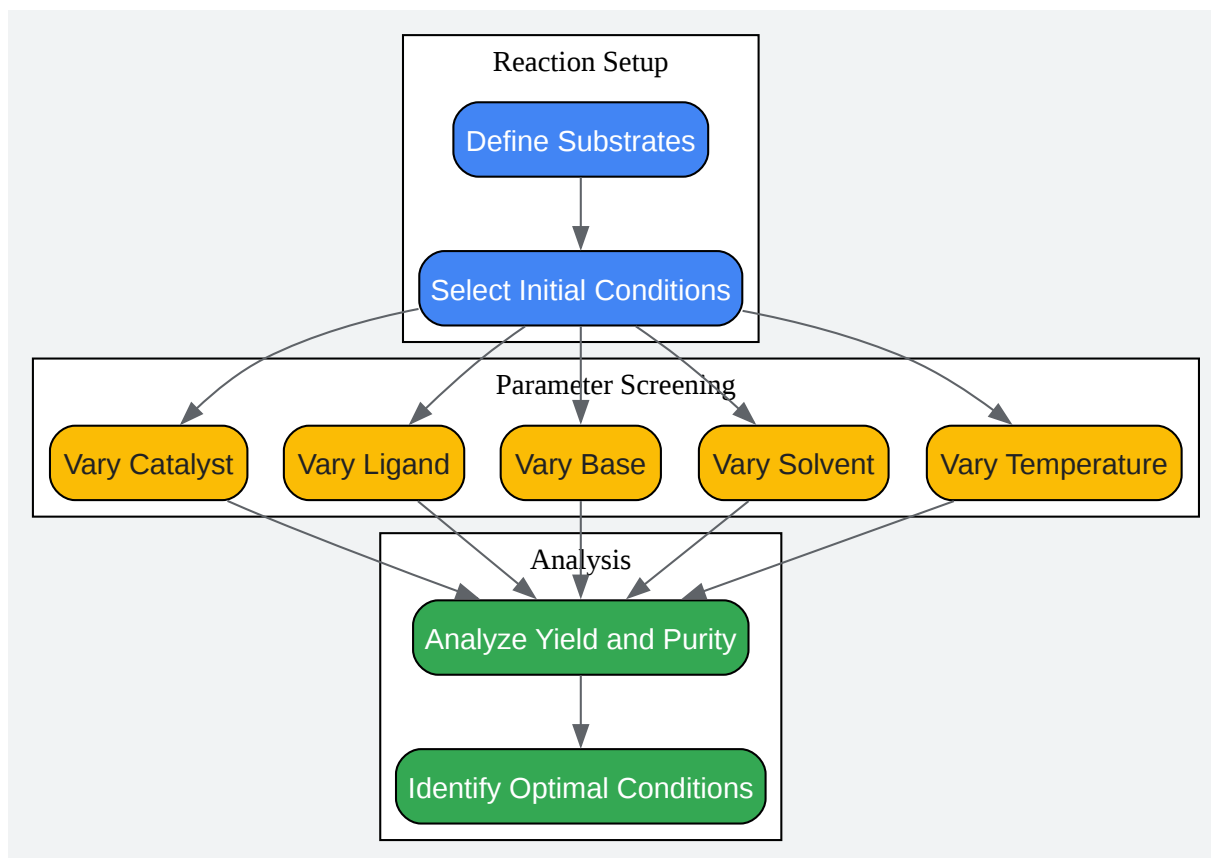 Reaction Setup
Define Substrates
Select Initial Conditions
Parameter Screening
Vary Catalyst
Vary Ligand
Vary Base
Vary Solvent
Vary Temperature
Analysis
Analyze Yield and Purity
Identify Optimal Conditions